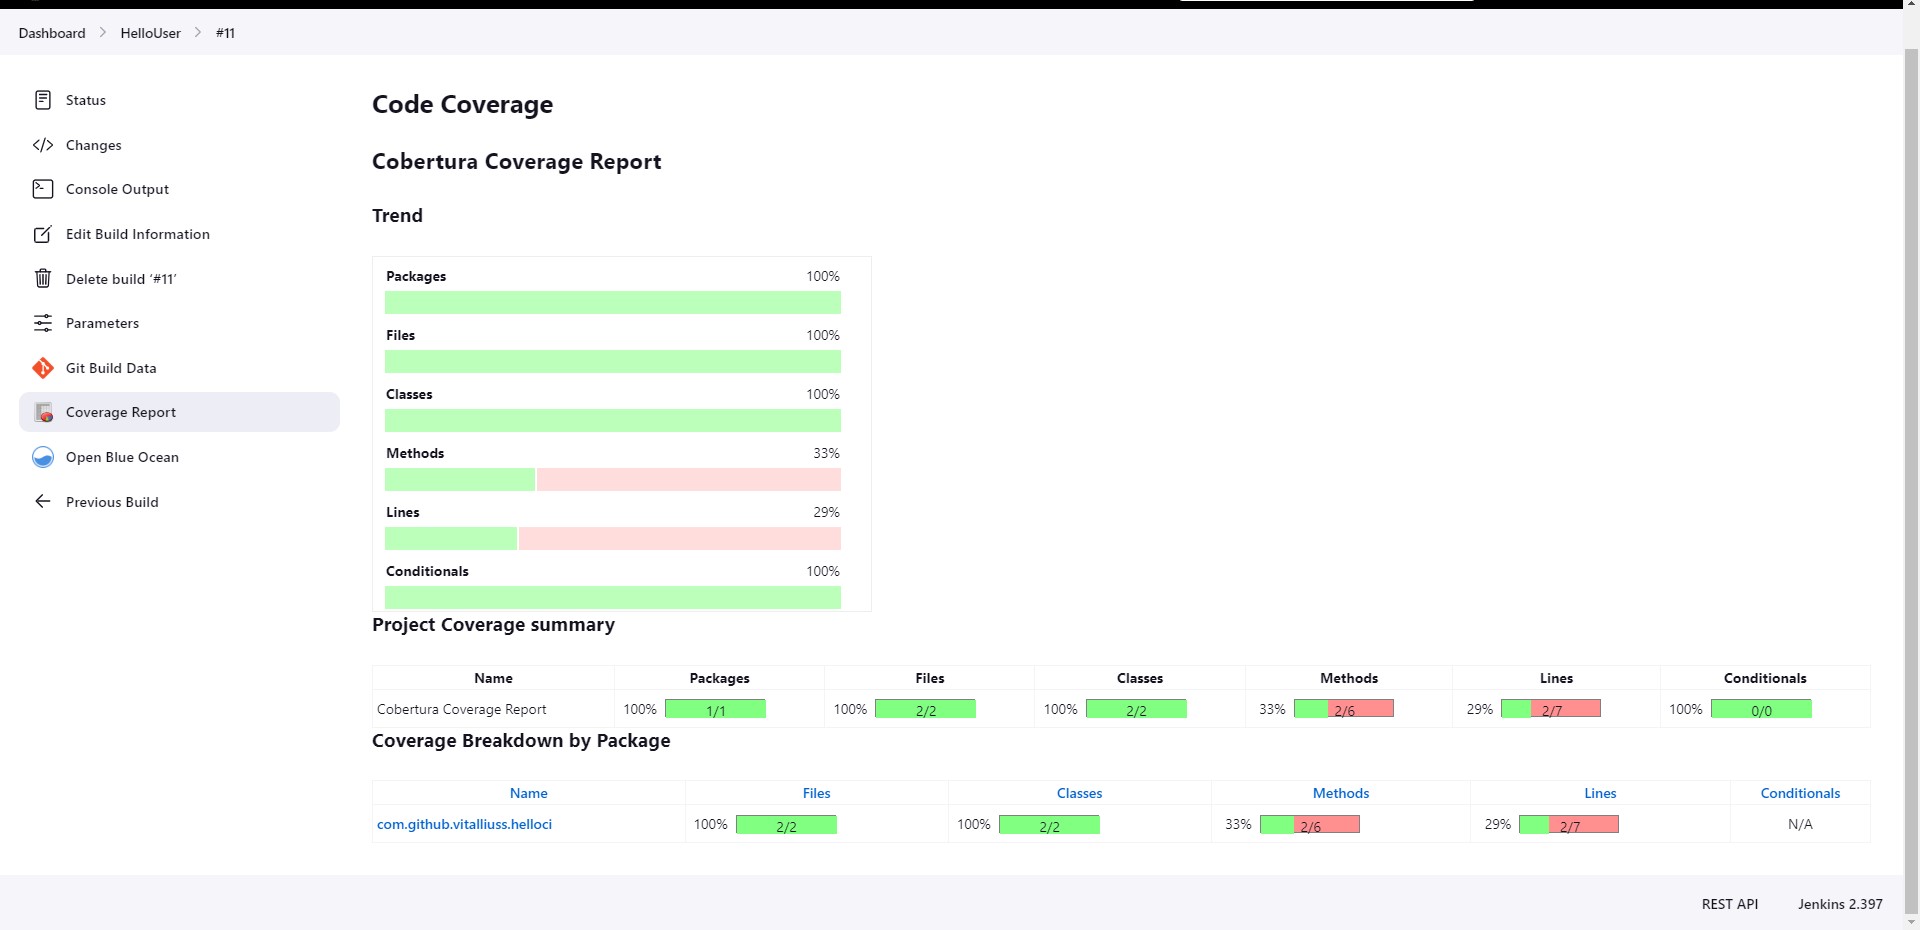 Dashboard HelloUser #11
Status
Changes
Console Output
Edit Build Information
Delete build ‘#11’
Parameters
Git Build Data
Coverage Report
Open Blue Ocean
Previous Build
Code Coverage
Cobertura Coverage Report
Trend
Packages 100%
Files 100%
Classes 100%
Methods 33%
Lines 29%
Conditionals 100%
Project Coverage summary
Name Packages Files Classes Methods Lines Conditionals
Cobertura Coverage Report 100% 1/1 100% 2/2 100% 2/2 33% 2/6 29% 2/7 100% 0/0
Coverage Breakdown by Package
Name Files Classes Methods Lines Conditionals
com.github.vitalliuss.helloci 100% 2/2 100% 2/2 33% 2/6 29% 2/7 N/A
REST API Jenkins 2.397